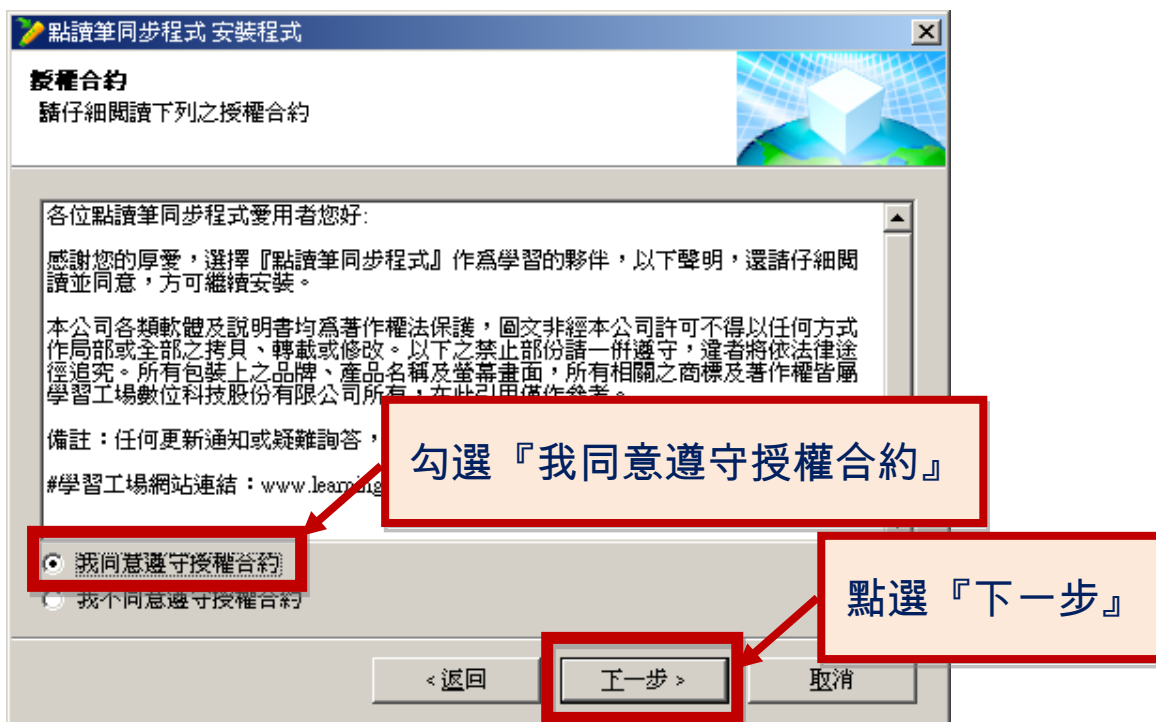 點讀筆同步程式 安裝程式
授權合約
請仔細閱讀下列之授權合約
各位點讀筆同步程式愛用者您好:
感謝您的厚愛，選擇『點讀筆同步程式』作為學習的夥伴，以下聲明，還請仔細閱
讀並同意，方可繼續安裝。
本公司各類軟體及說明書均為著作權法保護，圖文非經本公司許可不得以任何方式
作局部或全部之拷貝、轉載或修改。以下之禁止部份請一併遵守，違者將依法律途
徑追究。所有包裝上之品牌、產品名稱及螢幕畫面，所有相關之商標及著作權皆屬
學習工場數位科技股份有限公司所有，在此引用僅作參考。
備註：任何更新通知或疑難詢答，
#學習工場網站連結：www.learning
勾選『我同意遵守授權合約』
我同意遵守授權合約
我不同意遵守授權合約
點選『下一步』
<返回
下一步>
取消